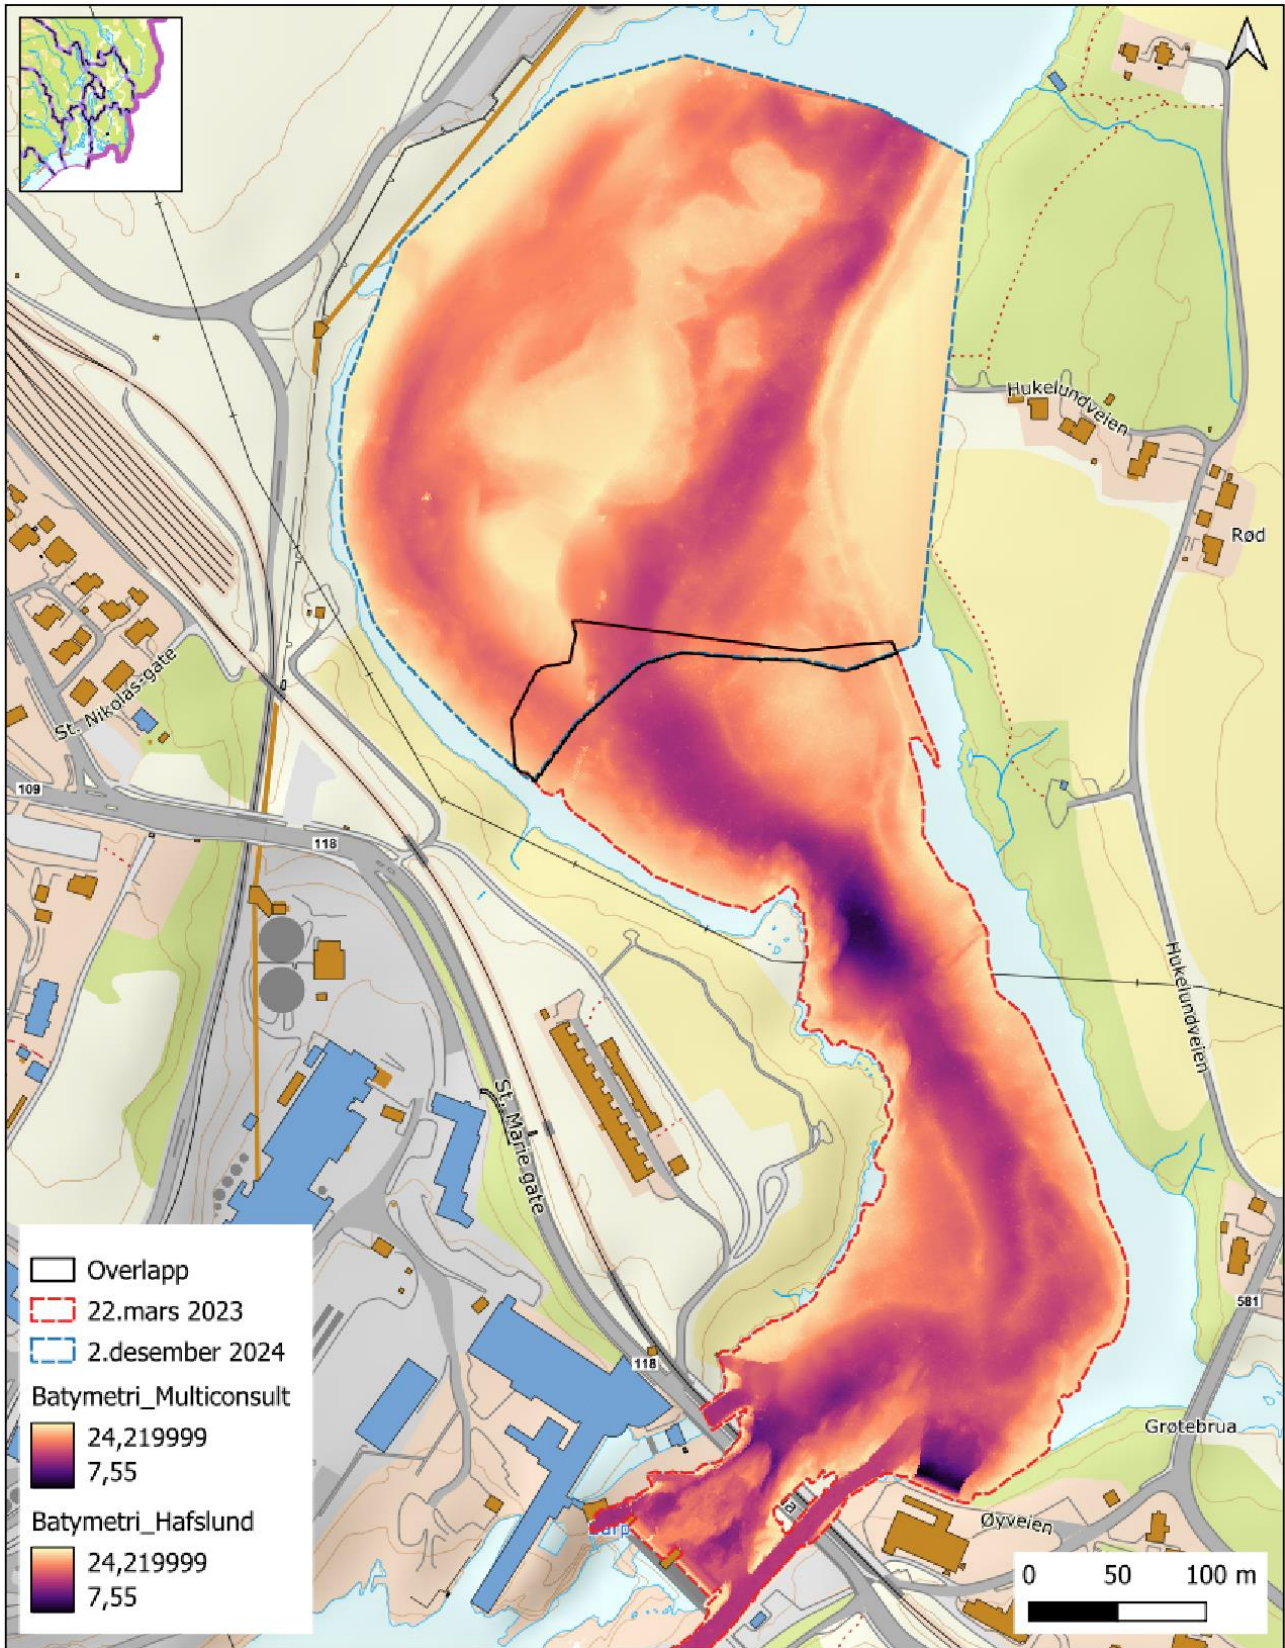 Hukelundveien
Rød
St. Nikolas-gate
109
118
St. Marie gate
Hukelundveien
581
118
Grøtebrua
Øyveien
Overlapp
22.mars 2023
2.desember 2024
Batymetri_Multiconsult
24,219999
7,55
Batymetri_Hafslund
24,219999
7,55
0 50 100 m